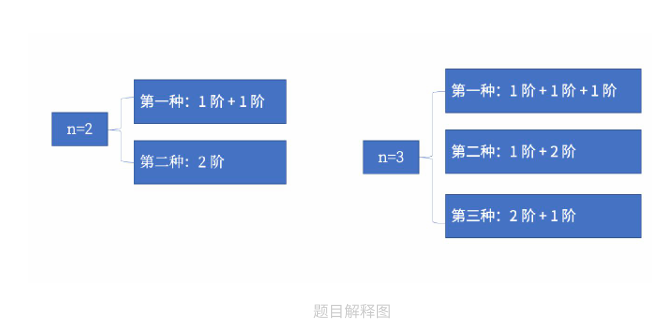 n=2
第一种：1 阶 + 1 阶
第二种：2 阶
n=3
第一种：1 阶 + 1 阶 + 1 阶
第二种：1 阶 + 2 阶
第三种：2 阶 + 1 阶
题目解释图